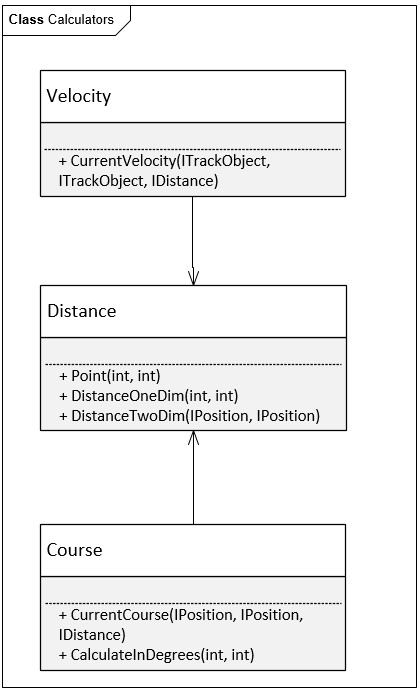 Class Calculators
Velocity
+ CurrentVelocity(ITrackObject,
ITrackObject, IDistance)
Distance
+ Point(int, int)
+ DistanceOneDim(int, int)
+ DistanceTwoDim(IPosition, IPosition)
Course
+ CurrentCourse(IPosition, IPosition,
IDistance)
+ CalculateInDegrees(int, int)